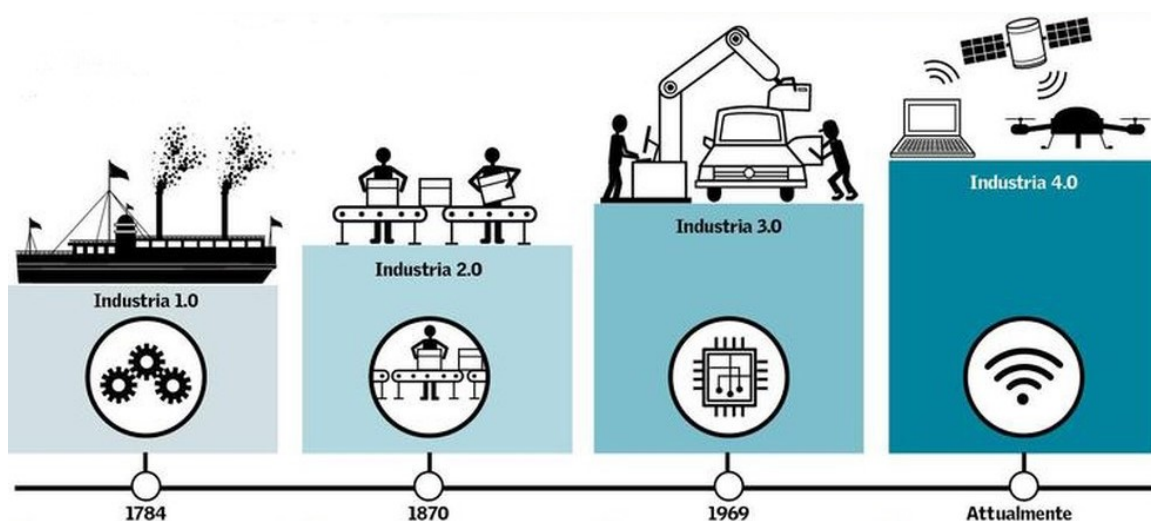 Industria 1.0
Industria 2.0
Industria 3.0
Industria 4.0
1784
1870
1969
Attualmente